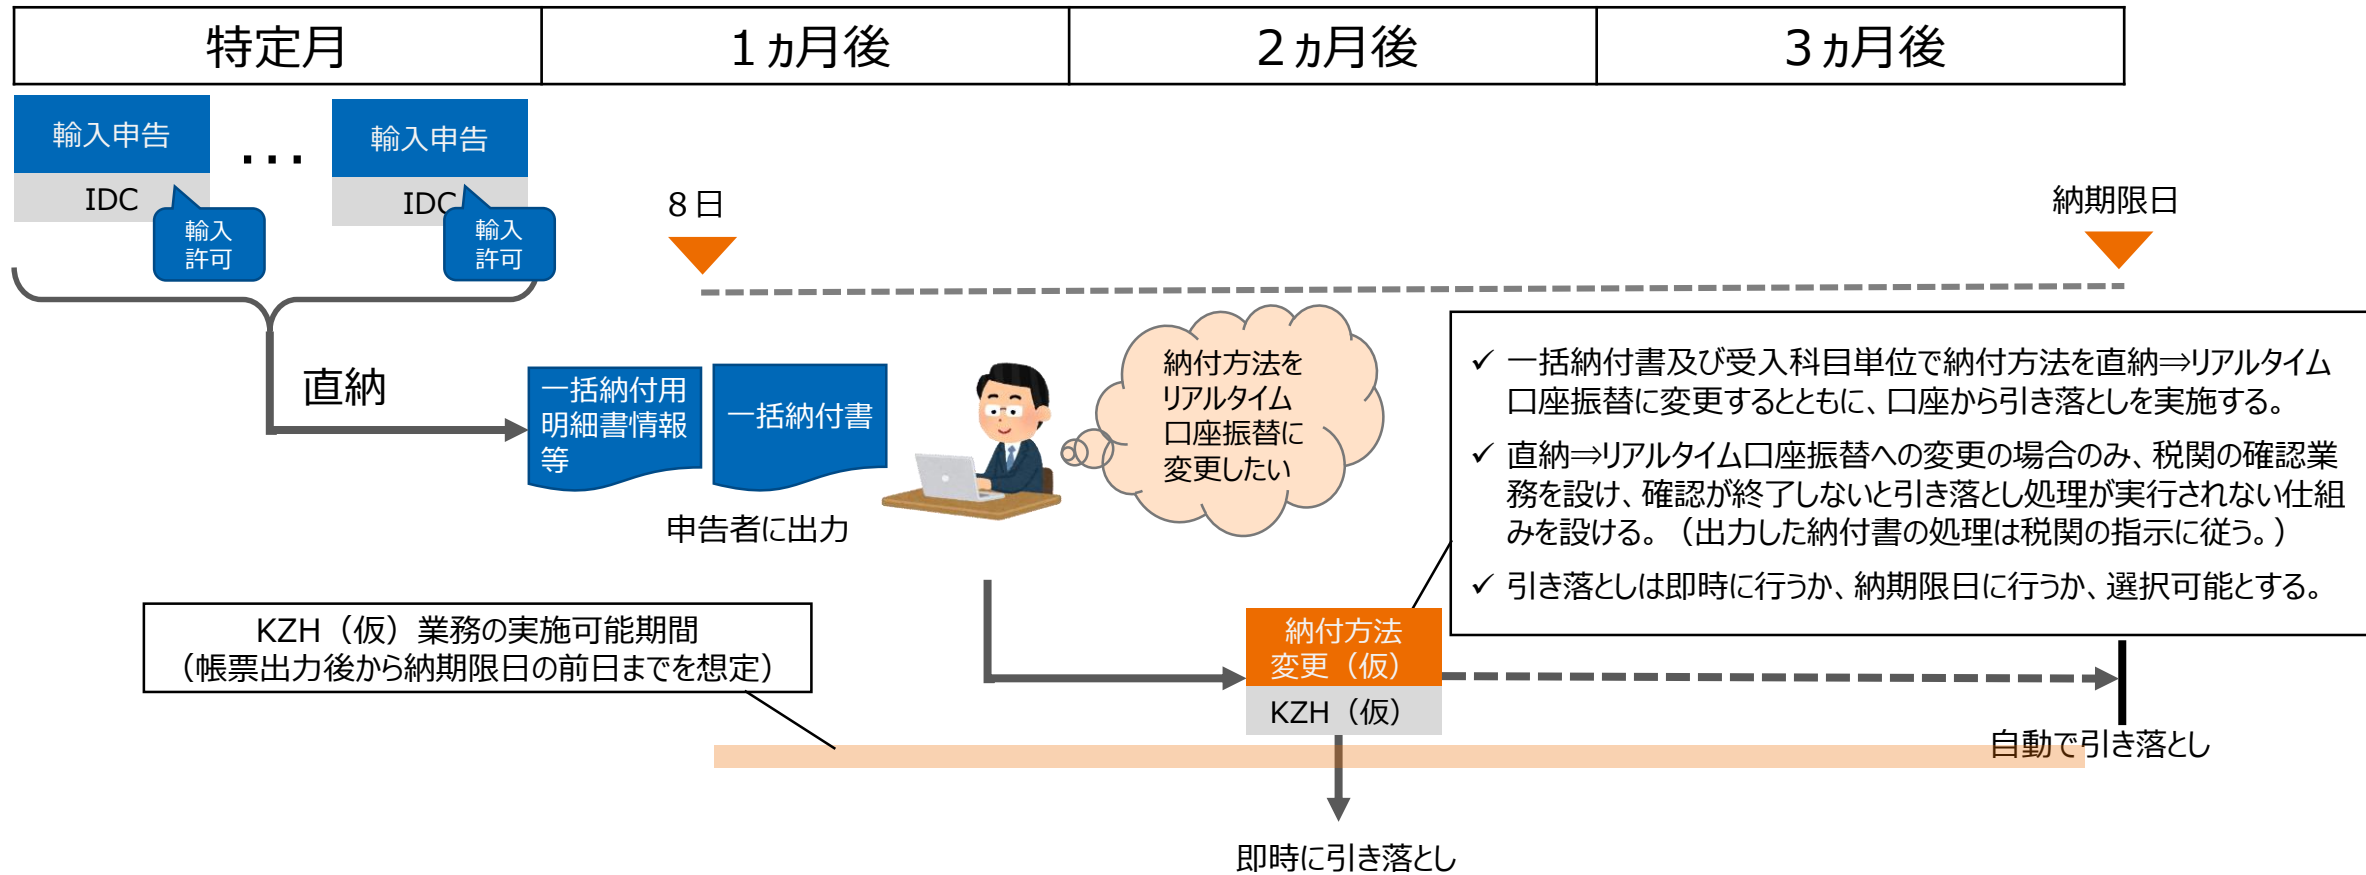 特定月
１ヵ月後
２ヵ月後
３ヵ月後
輸入申告
IDC
輸入
許可
…
輸入申告
IDC
輸入
許可
８日
納期限日
直納
一括納付用
明細書情報
等
一括納付書
申告者に出力
納付方法を
リアルタイム
口座振替に
変更したい
✓ 一括納付書及び受入科目単位で納付方法を直納⇒リアルタイム
口座振替に変更するとともに、口座から引き落としを実施する。
✓ 直納⇒リアルタイム口座振替への変更の場合のみ、税関の確認業
務を設け、確認が終了しないと引き落とし処理が実行されない仕組
みを設ける。（出力した納付書の処理は税関の指示に従う。）
✓ 引き落としは即時に行うか、納期限日に行うか、選択可能とする。
KZH（仮）業務の実施可能期間
（帳票出力後から納期限日の前日までを想定）
納付方法
変更（仮）
KZH（仮）
自動で引き落とし
即時に引き落とし